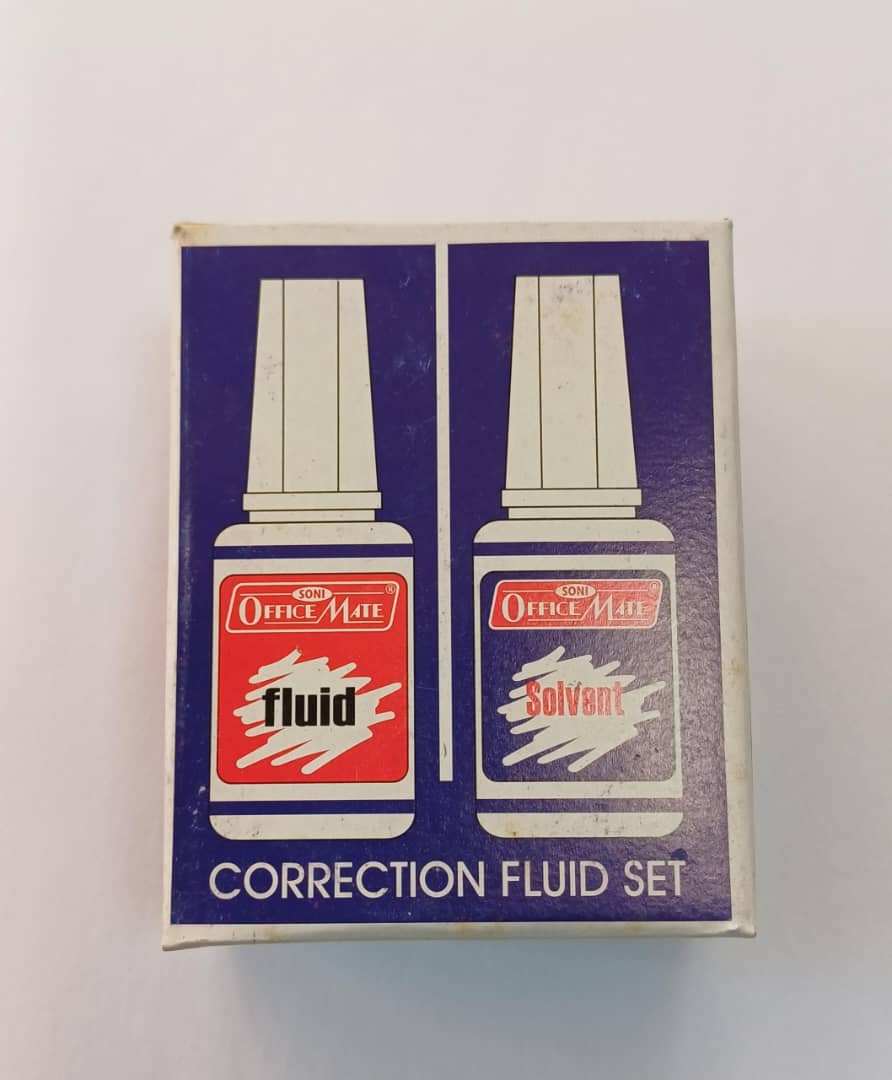 SONI
OFFICE MATE ®
fluid
SONI
OFFICE MATE ®
Solvent
CORRECTION FLUID SET